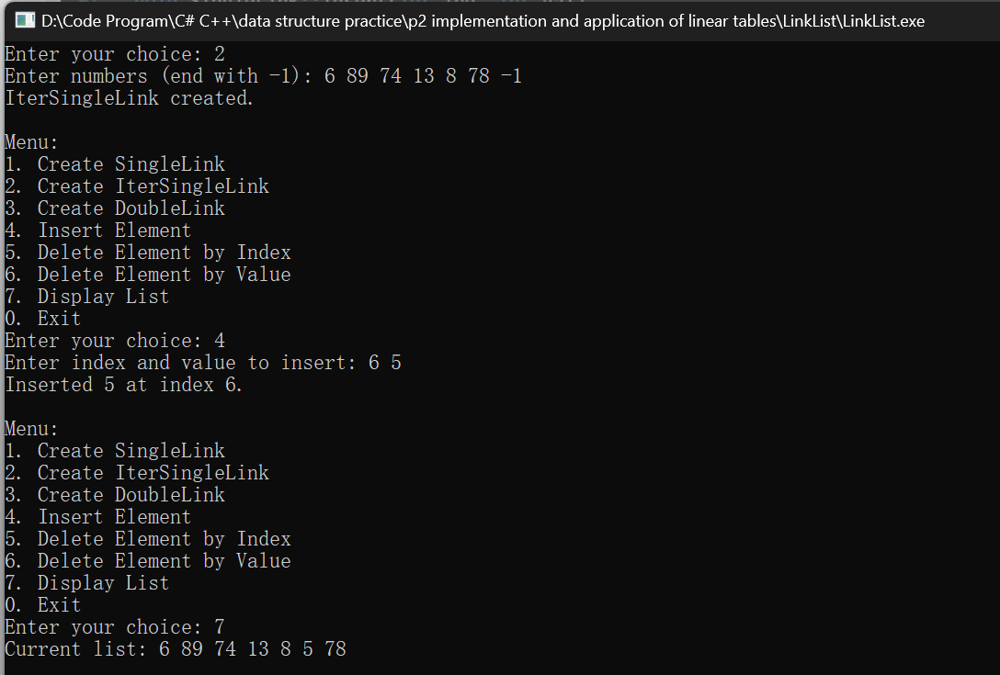 D:\Code Program\C# C++\data structure practice\p2 implementation and application of linear tables\LinkList\LinkList.exe
Enter your choice: 2
Enter numbers (end with -1): 6 89 74 13 8 78 -1
IterSingleLink created.
Menu:
1. Create SingleLink
2. Create IterSingleLink
3. Create DoubleLink
4. Insert Element
5. Delete Element by Index
6. Delete Element by Value
7. Display List
0. Exit
Enter your choice: 4
Enter index and value to insert: 6 5
Inserted 5 at index 6.
Menu:
1. Create SingleLink
2. Create IterSingleLink
3. Create DoubleLink
4. Insert Element
5. Delete Element by Index
6. Delete Element by Value
7. Display List
0. Exit
Enter your choice: 7
Current list: 6 89 74 13 8 5 78